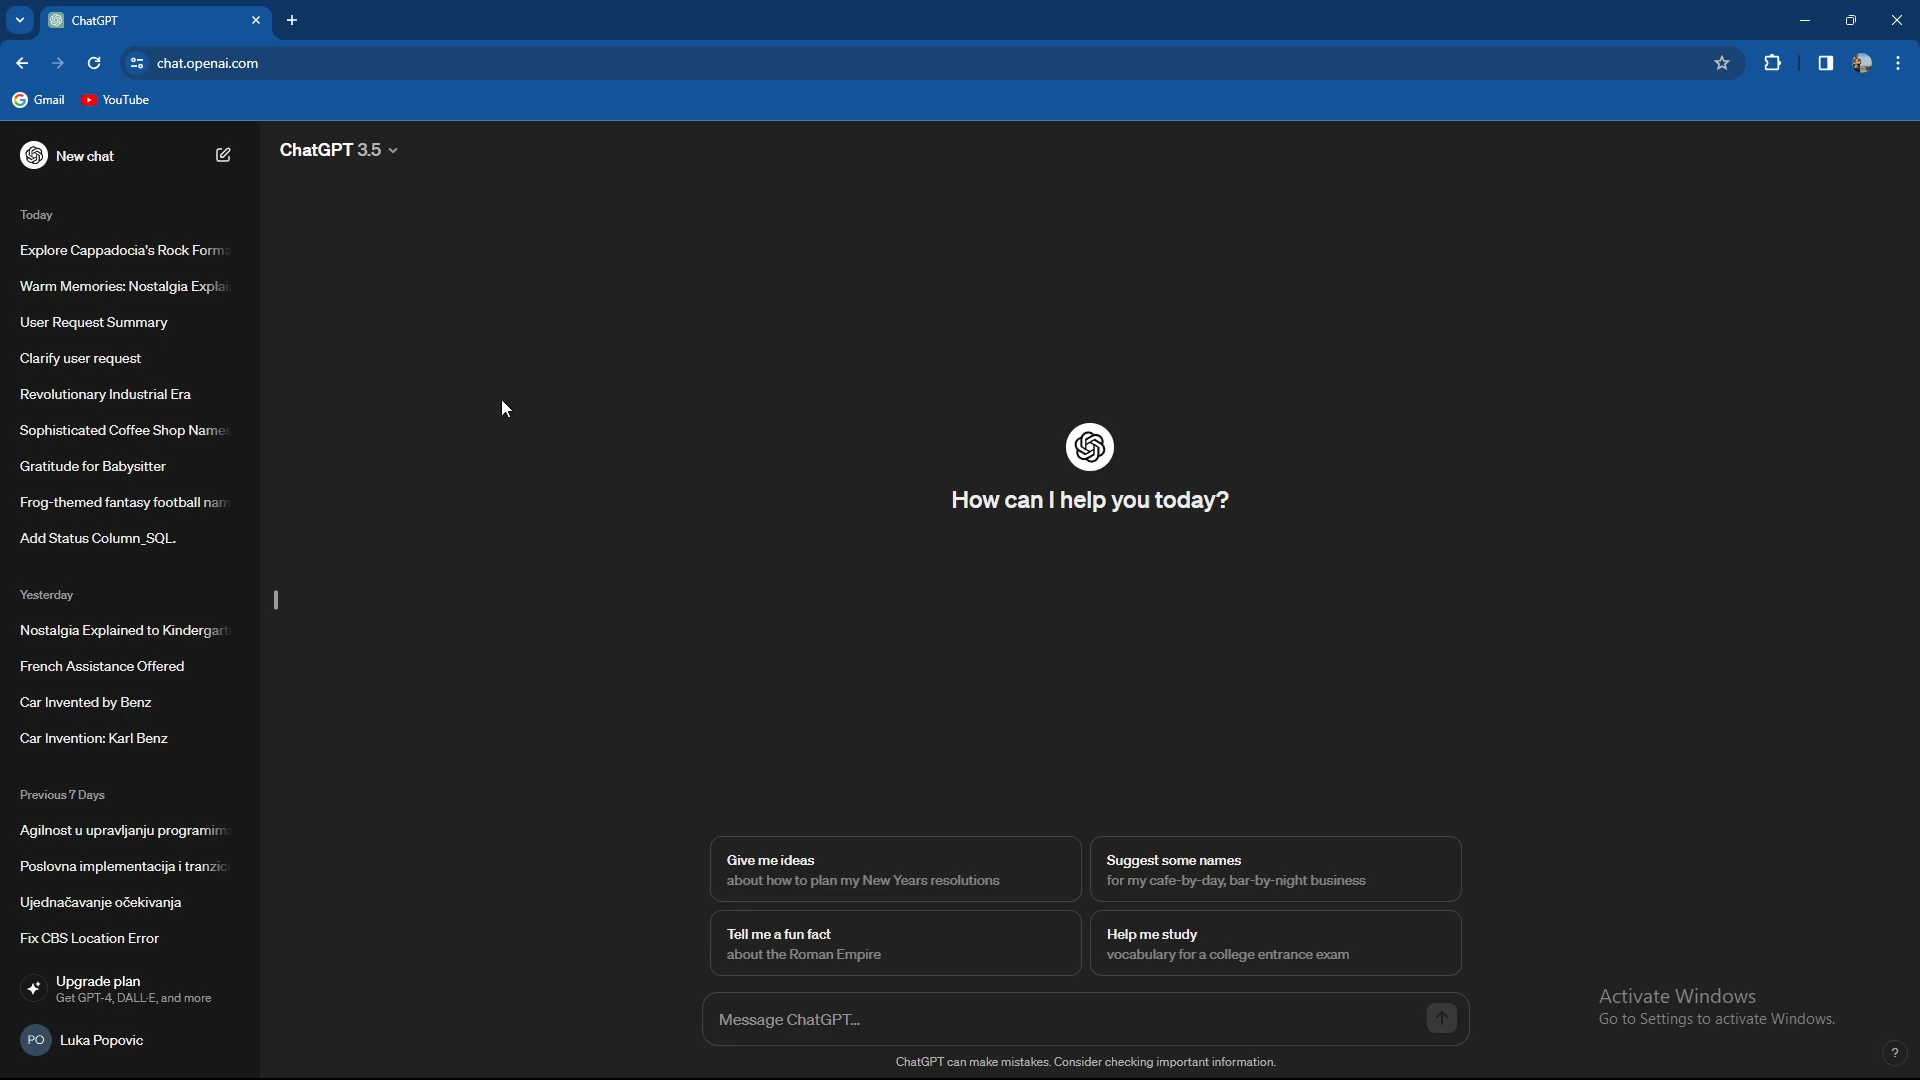 ChatGPT
chat.openai.com
Gmail
YouTube
New chat
Today
Explore Cappadocia's Rock Forma
Warm Memories: Nostalgia Explai
User Request Summary
Clarify user request
Revolutionary Industrial Era
Sophisticated Coffee Shop Names
Gratitude for Babysitter
Frog-themed fantasy football nam
Add Status Column_SQL.
Yesterday
Nostalgia Explained to Kindergart
French Assistance Offered
Car Invented by Benz
Car Invention: Karl Benz
Previous 7 Days
Agilnost u upravljanju programima
Poslovna implementacija i tranzici
Ujednačavanje očekivanja
Fix CBS Location Error
Upgrade plan
Get GPT-4, DALL·E, and more
PO
Luka Popovic
ChatGPT 3.5
How can I help you today?
Give me ideas
about how to plan my New Years resolutions
Suggest some names
for my cafe-by-day, bar-by-night business
Tell me a fun fact
about the Roman Empire
Help me study
vocabulary for a college entrance exam
Message ChatGPT...
ChatGPT can make mistakes. Consider checking important information.
Activate Windows
Go to Settings to activate Windows.
?